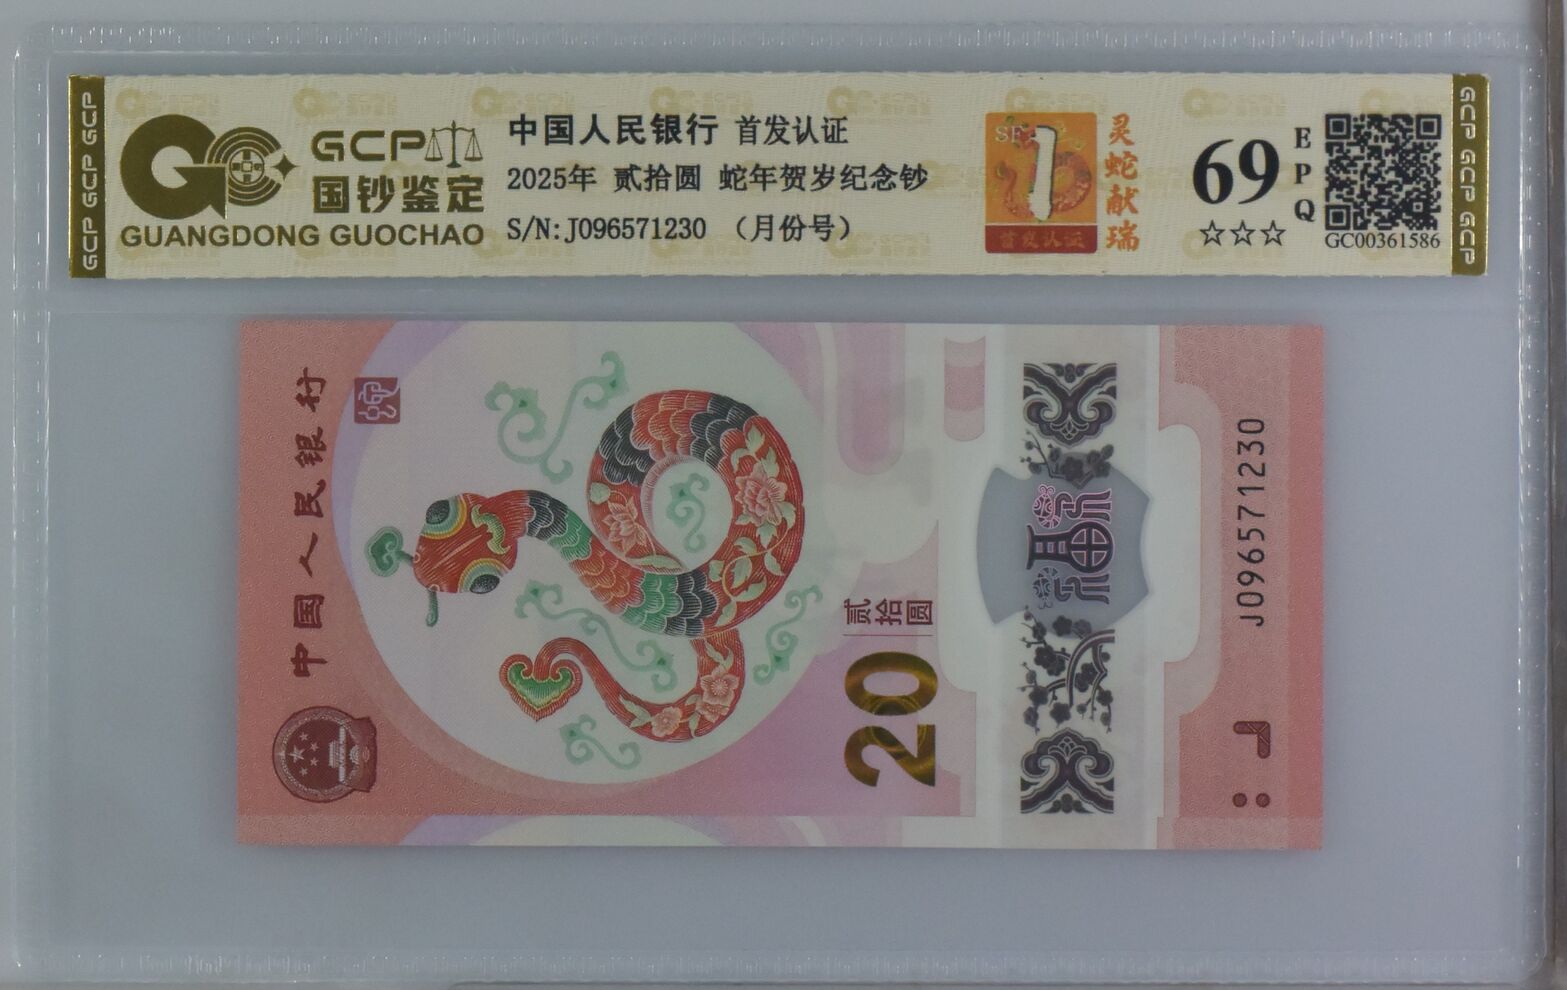 GCP GCP GCP
GCP
国钞鉴定
GUANGDONG GUOCHAO
中国人民银行 首发认证
2025年 贰拾圆 蛇年贺岁纪念钞
S/N:J096571230 （月份号）
首发认证
灵蛇献瑞
69
EPQ
☆☆☆
GC00361586
GCP GCP GCP
中国人民银行
贰拾圆
20
福
J096571230